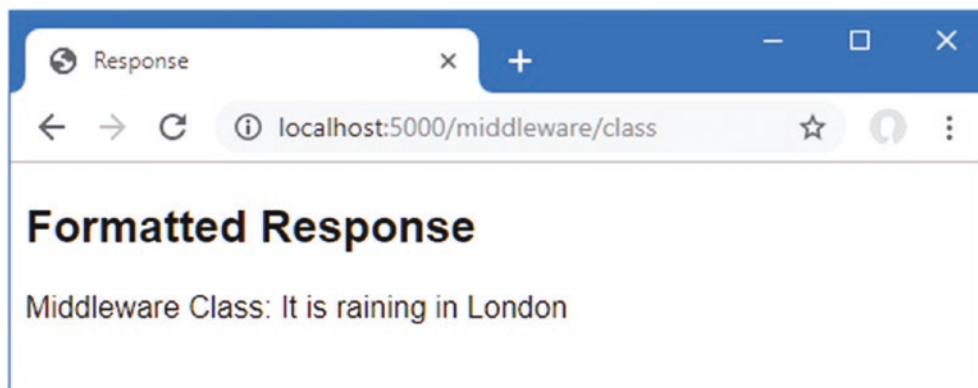 Response
localhost:5000/middleware/class
Formatted Response
Middleware Class: It is raining in London